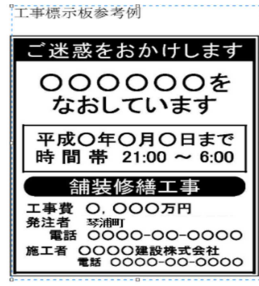 工事標示板参考例
ご迷惑をおかけします
〇〇〇〇〇〇を
なおしています
平成〇年〇月〇日まで
時間帯 21:00 ～ 6:00
舗装修繕工事
工事費 〇,〇〇〇万円
発注者 琴浦町
電話 〇〇〇〇-〇〇-〇〇〇〇
施工者 〇〇〇〇建設株式会社
電話 〇〇〇〇-〇〇-〇〇〇〇